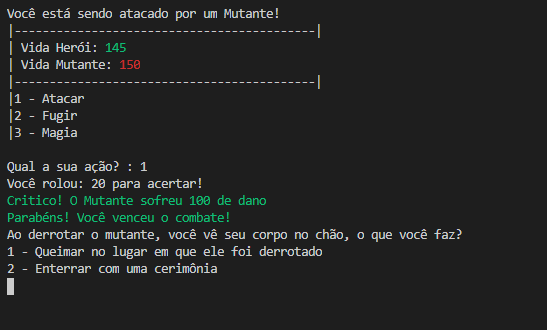 Você está sendo atacado por um Mutante!
|-------------------------------------------|
| Vida Herói: 145
| Vida Mutante: 150
|-------------------------------------------|
|1 - Atacar
|2 - Fugir
|3 - Magia
Qual a sua ação? : 1
Você rolou: 20 para acertar!
Critico! O Mutante sofreu 100 de dano
Parabéns! Você venceu o combate!
Ao derrotar o mutante, você vê seu corpo no chão, o que você faz?
1 - Queimar no lugar em que ele foi derrotado
2 - Enterrar com uma cerimônia